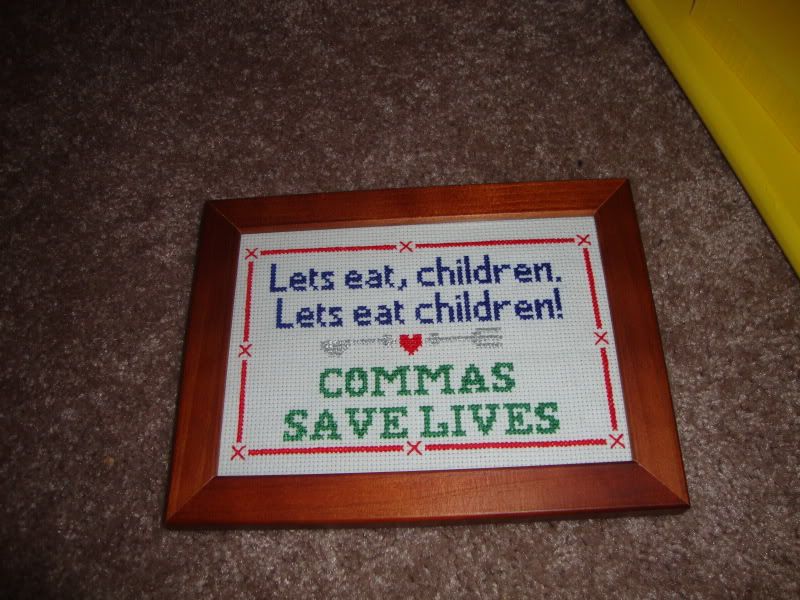 Lets eat, children.
Lets eat children!
COMMAS
SAVE LIVES